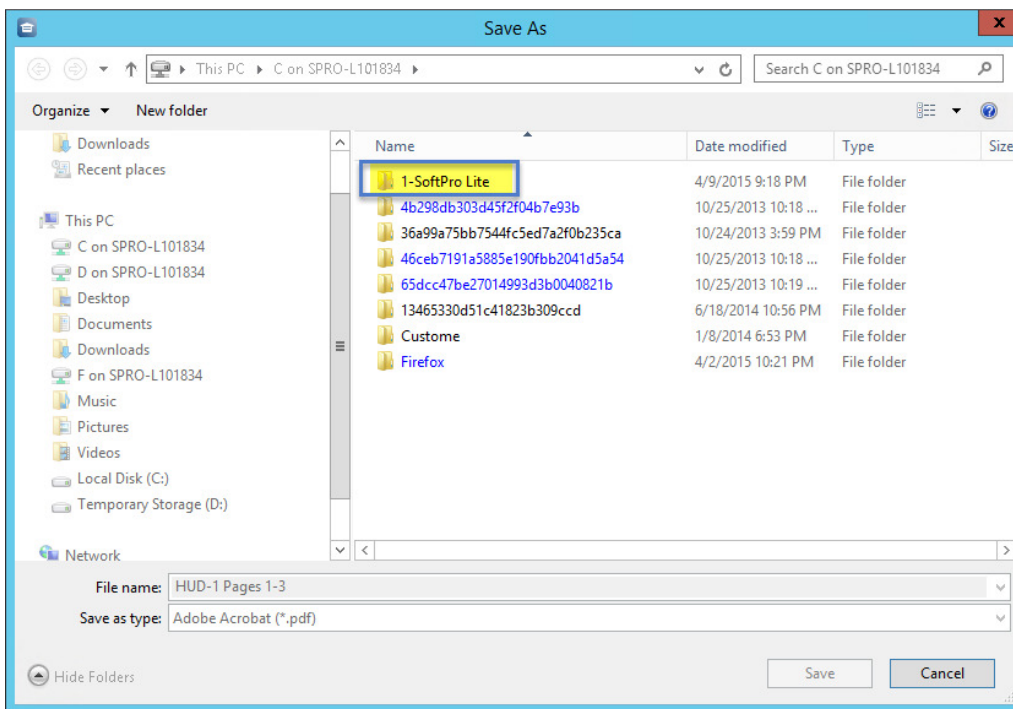 Save As
x
This PC C on SPRO-L101834
Search C on SPRO-L101834
Organize New folder
Downloads
Recent places
This PC
C on SPRO-L101834
D on SPRO-L101834
Desktop
Documents
Downloads
F on SPRO-L101834
Music
Pictures
Videos
Local Disk (C:)
Temporary Storage (D:)
Network
Name Date modified Type Size
1-SoftPro Lite 4/9/2015 9:18 PM File folder
4b298db303d45f2f04b7e93b 10/25/2013 10:18 ... File folder
36a99a75bb7544fc5ed7a2f0b235ca 10/24/2013 3:59 PM File folder
46ceb7191a5885e190fbb2041d5a54 10/25/2013 10:18 ... File folder
65dcc47be27014993d3b0040821b 10/25/2013 10:19 ... File folder
13465330d51c41823b309ccd 6/18/2014 10:56 PM File folder
Custome 1/8/2014 6:53 PM File folder
Firefox 4/2/2015 10:21 PM File folder
File name: HUD-1 Pages 1-3
Save as type: Adobe Acrobat (*.pdf)
Hide Folders
Save Cancel